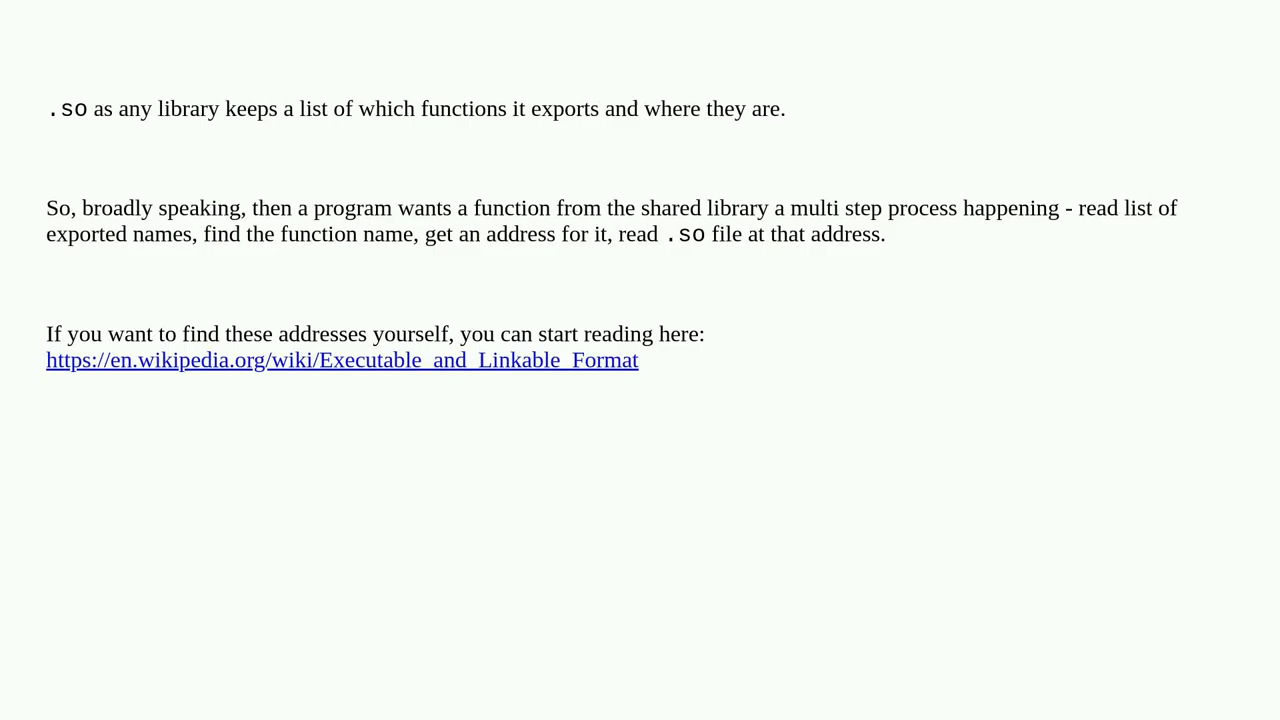 .so as any library keeps a list of which functions it exports and where they are.
So, broadly speaking, then a program wants a function from the shared library a multi step process happening - read list of
exported names, find the function name, get an address for it, read .so file at that address.
If you want to find these addresses yourself, you can start reading here:
https://en.wikipedia.org/wiki/Executable_and_Linkable_Format